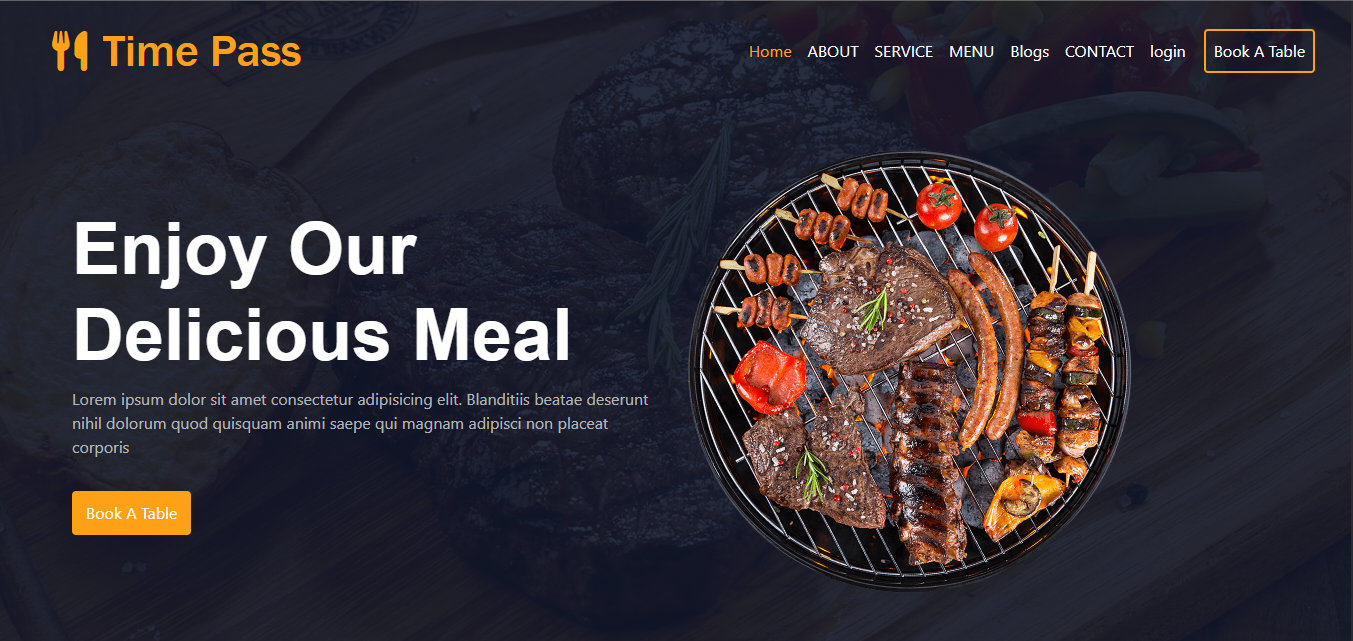 Time Pass
Home ABOUT SERVICE MENU Blogs CONTACT login Book A Table
Enjoy Our
Delicious Meal
Lorem ipsum dolor sit amet consectetur adipisicing elit. Blanditiis beatae deserunt
nihil dolorum quod quisquam animi saepe qui magnam adipisci non placeat
corporis
Book A Table